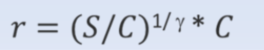 r = (S/C)^{1/γ} * C